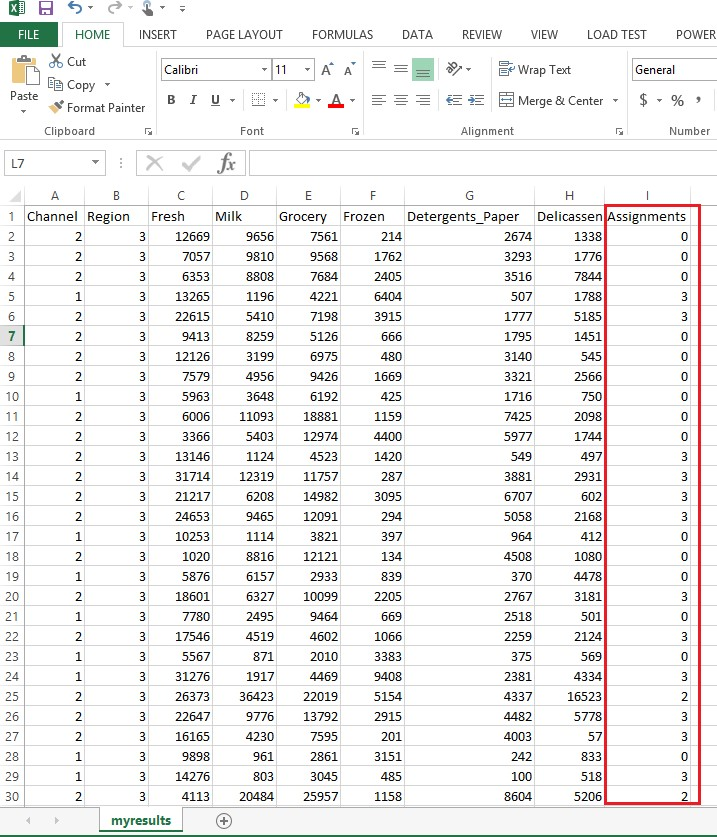 FILE HOME INSERT PAGE LAYOUT FORMULAS DATA REVIEW VIEW LOAD TEST POWER
Paste
Cut
Copy
Format Painter
Clipboard
Calibri 11 A A
B I U A
Font
Wrap Text
Merge & Center
Alignment
General
$ % ,
Number
L7 fx
A B C D E F G H I
1 Channel Region Fresh Milk Grocery Frozen Detergents_Paper Delicassen Assignments
2 2 3 12669 9656 7561 214 2674 1338 0
3 2 3 7057 9810 9568 1762 3293 1776 0
4 2 3 6353 8808 7684 2405 3516 7844 0
5 1 3 13265 1196 4221 6404 507 1788 3
6 2 3 22615 5410 7198 3915 1777 5185 3
7 2 3 9413 8259 5126 666 1795 1451 0
8 2 3 12126 3199 6975 480 3140 545 0
9 2 3 7579 4956 9426 1669 3321 2566 0
10 1 3 5963 3648 6192 425 1716 750 0
11 2 3 6006 11093 18881 1159 7425 2098 0
12 2 3 3366 5403 12974 4400 5977 1744 0
13 2 3 13146 1124 4523 1420 549 497 3
14 2 3 31714 12319 11757 287 3881 2931 3
15 2 3 21217 6208 14982 3095 6707 602 3
16 2 3 24653 9465 12091 294 5058 2168 3
17 1 3 10253 1114 3821 397 964 412 0
18 2 3 1020 8816 12121 134 4508 1080 0
19 1 3 5876 6157 2933 839 370 4478 0
20 2 3 18601 6327 10099 2205 2767 3181 3
21 1 3 7780 2495 9464 669 2518 501 0
22 2 3 17546 4519 4602 1066 2259 2124 3
23 1 3 5567 871 2010 3383 375 569 0
24 1 3 31276 1917 4469 9408 2381 4334 3
25 2 3 26373 36423 22019 5154 4337 16523 2
26 2 3 22647 9776 13792 2915 4482 5778 3
27 2 3 16165 4230 7595 201 4003 57 3
28 1 3 9898 961 2861 3151 242 833 0
29 1 3 14276 803 3045 485 100 518 3
30 2 3 4113 20484 25957 1158 8604 5206 2
myresults